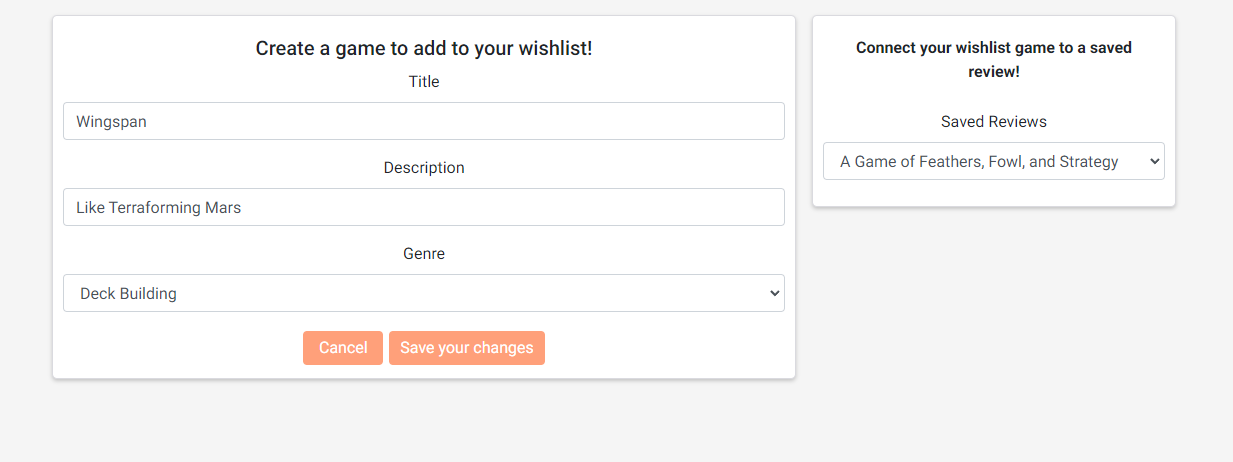 Create a game to add to your wishlist!
Title
Wingspan
Description
Like Terraforming Mars
Genre
Deck Building
Cancel
Save your changes
Connect your wishlist game to a saved
review!
Saved Reviews
A Game of Feathers, Fowl, and Strategy